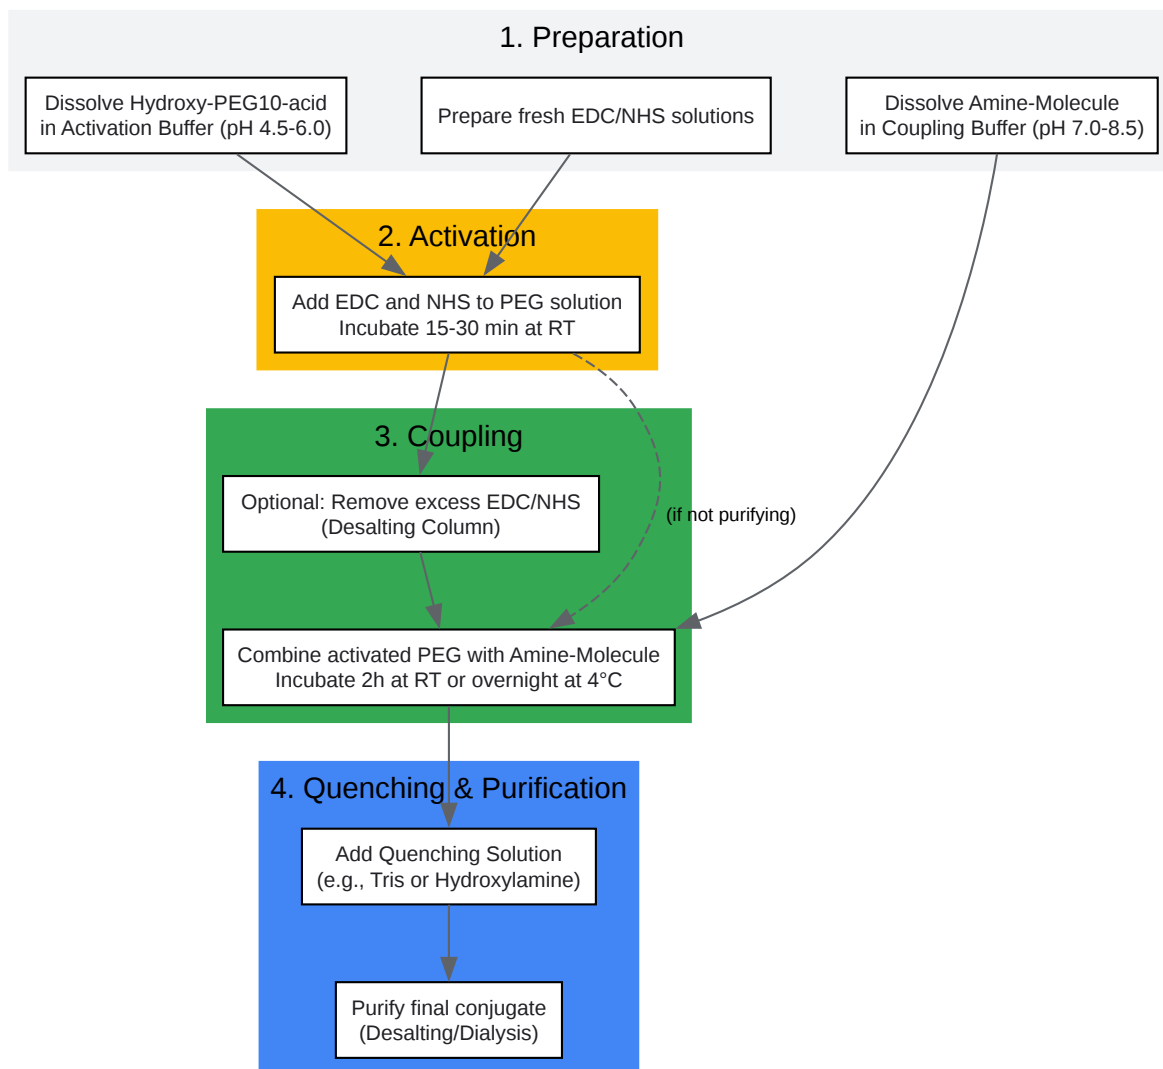 1. Preparation
Dissolve Hydroxy-PEG10-acid
in Activation Buffer (pH 4.5-6.0)
Prepare fresh EDC/NHS solutions
Dissolve Amine-Molecule
in Coupling Buffer (pH 7.0-8.5)
2. Activation
Add EDC and NHS to PEG solution
Incubate 15-30 min at RT
3. Coupling
Optional: Remove excess EDC/NHS
(Desalting Column)
(if not purifying)
Combine activated PEG with Amine-Molecule
Incubate 2h at RT or overnight at 4°C
4. Quenching & Purification
Add Quenching Solution
(e.g., Tris or Hydroxylamine)
Purify final conjugate
(Desalting/Dialysis)